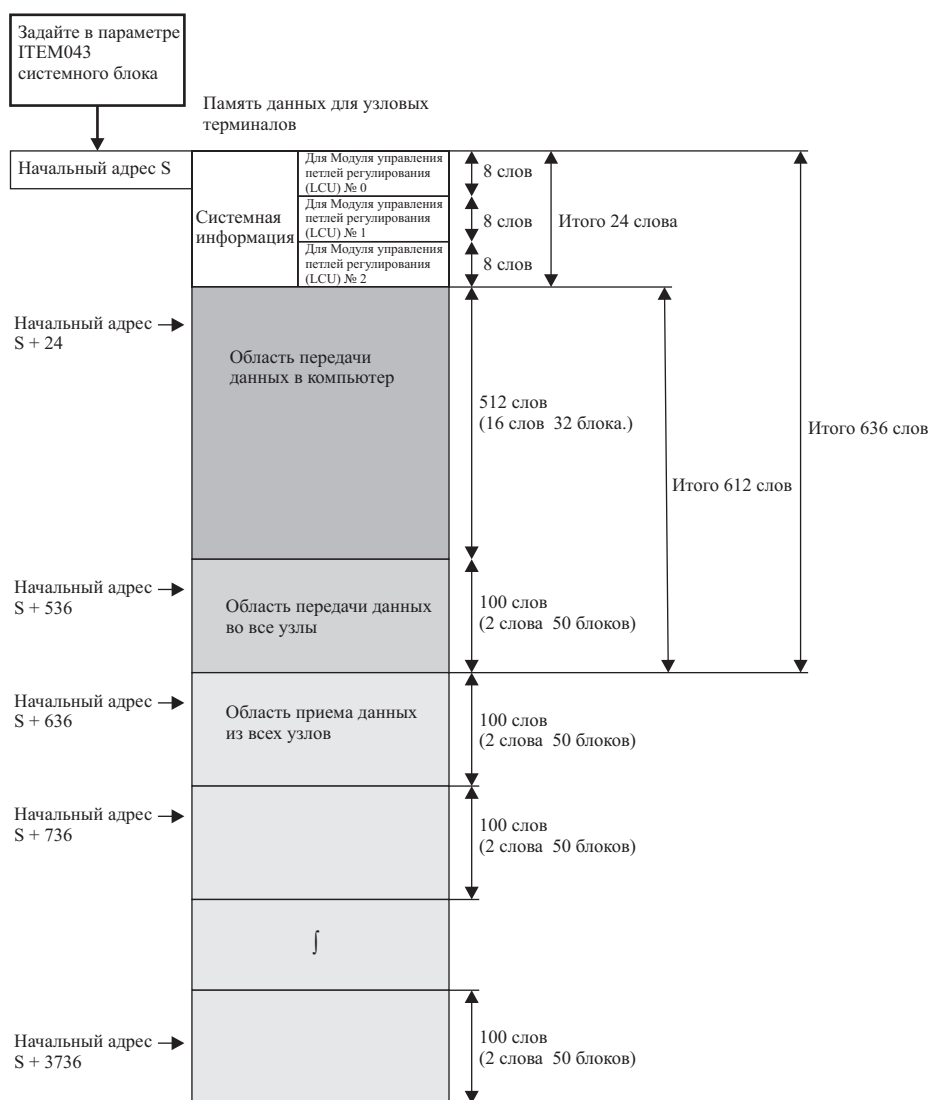 Задайте в параметре
ITEM043
системного блока
Память данных для узловых
терминалов
Начальный адрес S
Системная
информация
Для Модуля управления
петлей регулирования
(LCU) № 0
8 слов
Для Модуля управления
петлей регулирования
(LCU) № 1
8 слов
Для Модуля управления
петлей регулирования
(LCU) № 2
8 слов
Итого 24 слова
Начальный адрес
S + 24
Область передачи
данных в компьютер
512 слов
(16 слов 32 блока.)
Итого 612 слов
Итого 636 слов
Начальный адрес
S + 536
Область передачи данных
во все узлы
100 слов
(2 слова 50 блоков)
Начальный адрес
S + 636
Область приема данных
из всех узлов
100 слов
(2 слова 50 блоков)
Начальный адрес
S + 736
100 слов
(2 слова 50 блоков)
∫
Начальный адрес
S + 3736
100 слов
(2 слова 50 блоков)